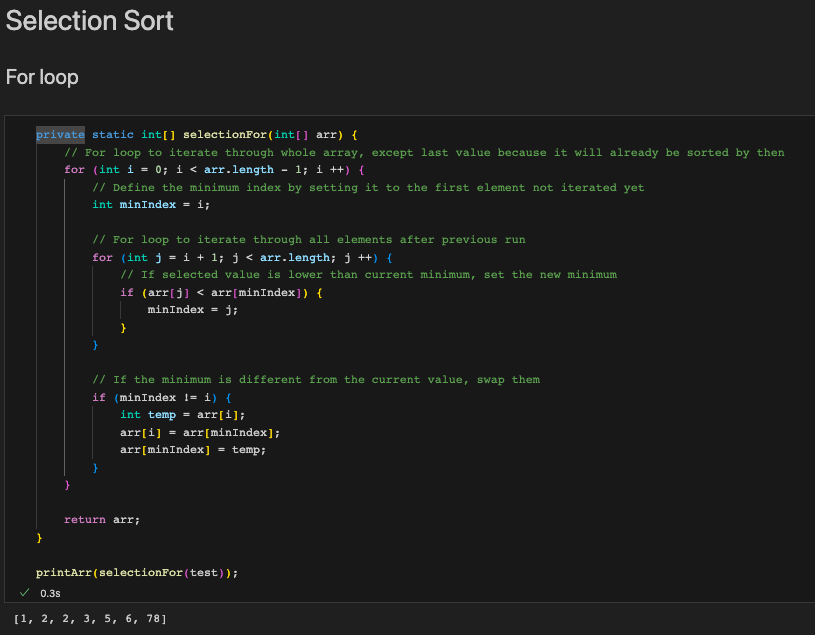 Selection Sort
For loop
private static int[] selectionFor(int[] arr) {
// For loop to iterate through whole array, except last value because it will already be sorted by then
for (int i = 0; i < arr.length - 1; i ++) {
// Define the minimum index by setting it to the first element not iterated yet
int minIndex = i;
// For loop to iterate through all elements after previous run
for (int j = i + 1; j < arr.length; j ++) {
// If selected value is lower than current minimum, set the new minimum
if (arr[j] < arr[minIndex]) {
minIndex = j;
}
}
// If the minimum is different from the current value, swap them
if (minIndex != i) {
int temp = arr[i];
arr[i] = arr[minIndex];
arr[minIndex] = temp;
}
}
return arr;
}
printArr(selectionFor(test));
✓ 0.3s
[1, 2, 2, 3, 5, 6, 78]